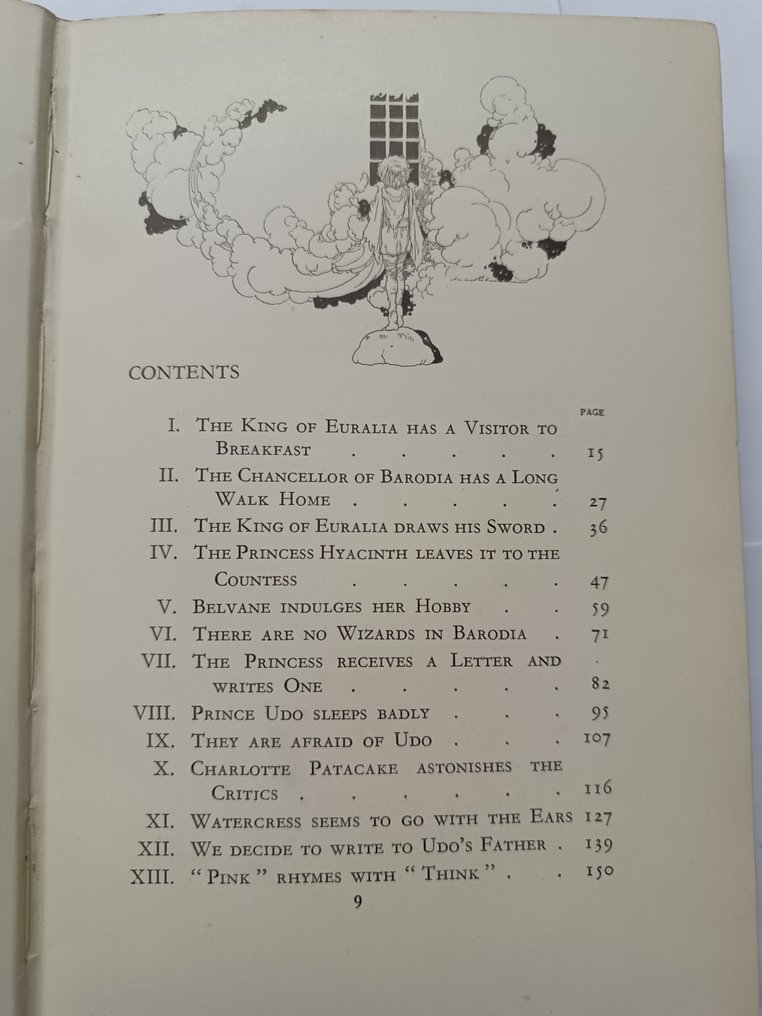 CONTENTS
PAGE
I. THE KING OF EURALIA HAS A VISITOR TO
BREAKFAST . . . . . 15
II. THE CHANCELLOR OF BARODIA HAS A LONG
WALK HOME . . . . . 27
III. THE KING OF EURALIA DRAWS HIS SWORD . 36
IV. THE PRINCESS HYACINTH LEAVES IT TO THE
COUNTESS . . . . . 47
V. BELVANE INDULGES HER HOBBY . . 59
VI. THERE ARE NO WIZARDS IN BARODIA . 71
VII. THE PRINCESS RECEIVES A LETTER AND
WRITES ONE . . . . . 82
VIII. PRINCE UDO SLEEPS BADLY . . . 95
IX. THEY ARE AFRAID OF UDO . . . 107
X. CHARLOTTE PATACAKE ASTONISHES THE
CRITICS . . . . . . 116
XI. WATERCRESS SEEMS TO GO WITH THE EARS 127
XII. WE DECIDE TO WRITE TO UDO'S FATHER . 139
XIII. "PINK" RHYMES WITH "THINK" . . 150
9